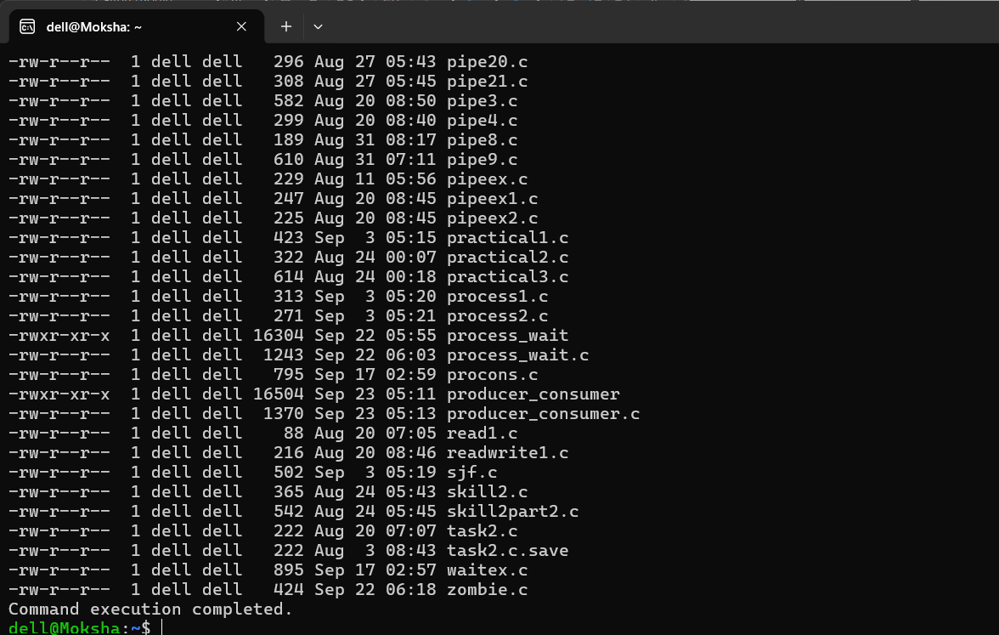 dell@Moksha: ~
-rw-r--r--  1 dell dell   296 Aug 27 05:43 pipe20.c
-rw-r--r--  1 dell dell   308 Aug 27 05:45 pipe21.c
-rw-r--r--  1 dell dell   582 Aug 20 08:50 pipe3.c
-rw-r--r--  1 dell dell   299 Aug 20 08:40 pipe4.c
-rw-r--r--  1 dell dell   189 Aug 31 08:17 pipe8.c
-rw-r--r--  1 dell dell   610 Aug 31 07:11 pipe9.c
-rw-r--r--  1 dell dell   229 Aug 11 05:56 pipeex.c
-rw-r--r--  1 dell dell   247 Aug 20 08:45 pipeex1.c
-rw-r--r--  1 dell dell   225 Aug 20 08:45 pipeex2.c
-rw-r--r--  1 dell dell   423 Sep  3 05:15 practical1.c
-rw-r--r--  1 dell dell   322 Aug 24 00:07 practical2.c
-rw-r--r--  1 dell dell   614 Aug 24 00:18 practical3.c
-rw-r--r--  1 dell dell   313 Sep  3 05:20 process1.c
-rw-r--r--  1 dell dell   271 Sep  3 05:21 process2.c
-rwxr-xr-x  1 dell dell 16304 Sep 22 05:55 process_wait
-rw-r--r--  1 dell dell  1243 Sep 22 06:03 process_wait.c
-rw-r--r--  1 dell dell   795 Sep 17 02:59 procons.c
-rwxr-xr-x  1 dell dell 16504 Sep 23 05:11 producer_consumer
-rw-r--r--  1 dell dell  1370 Sep 23 05:13 producer_consumer.c
-rw-r--r--  1 dell dell    88 Aug 20 07:05 read1.c
-rw-r--r--  1 dell dell   216 Aug 20 08:46 readwrite1.c
-rw-r--r--  1 dell dell   502 Sep  3 05:19 sjf.c
-rw-r--r--  1 dell dell   365 Aug 24 05:43 skill2.c
-rw-r--r--  1 dell dell   542 Aug 24 05:45 skill2part2.c
-rw-r--r--  1 dell dell   222 Aug 20 07:07 task2.c
-rw-r--r--  1 dell dell   222 Aug  3 08:43 task2.c.save
-rw-r--r--  1 dell dell   895 Sep 17 02:57 waitex.c
-rw-r--r--  1 dell dell   424 Sep 22 06:18 zombie.c
Command execution completed.
dell@Moksha:~$